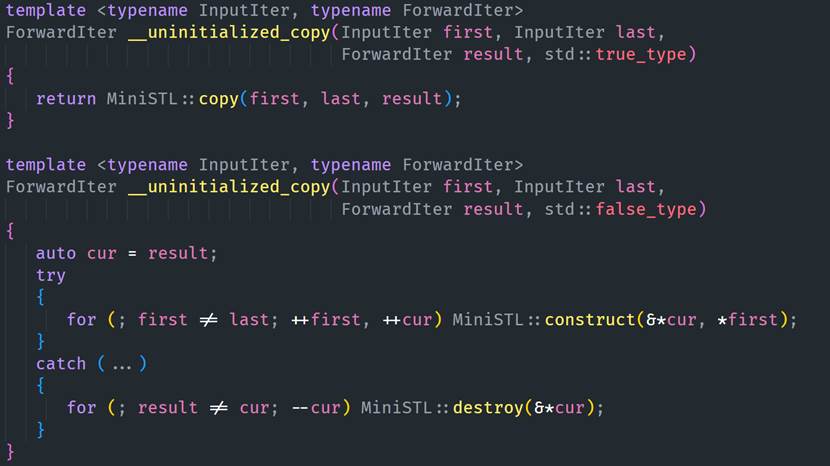 template <typename InputIter, typename ForwardIter>
ForwardIter __uninitialized_copy(InputIter first, InputIter last,
                                 ForwardIter result, std::true_type)
{
   return MiniSTL::copy(first, last, result);
}

template <typename InputIter, typename ForwardIter>
ForwardIter __uninitialized_copy(InputIter first, InputIter last,
                                 ForwardIter result, std::false_type)
{
   auto cur = result;
   try
   {
      for (; first != last; ++first, ++cur) MiniSTL::construct(&*cur, *first);
   }
   catch (...)
   {
      for (; result != cur; --cur) MiniSTL::destroy(&*cur);
   }
}